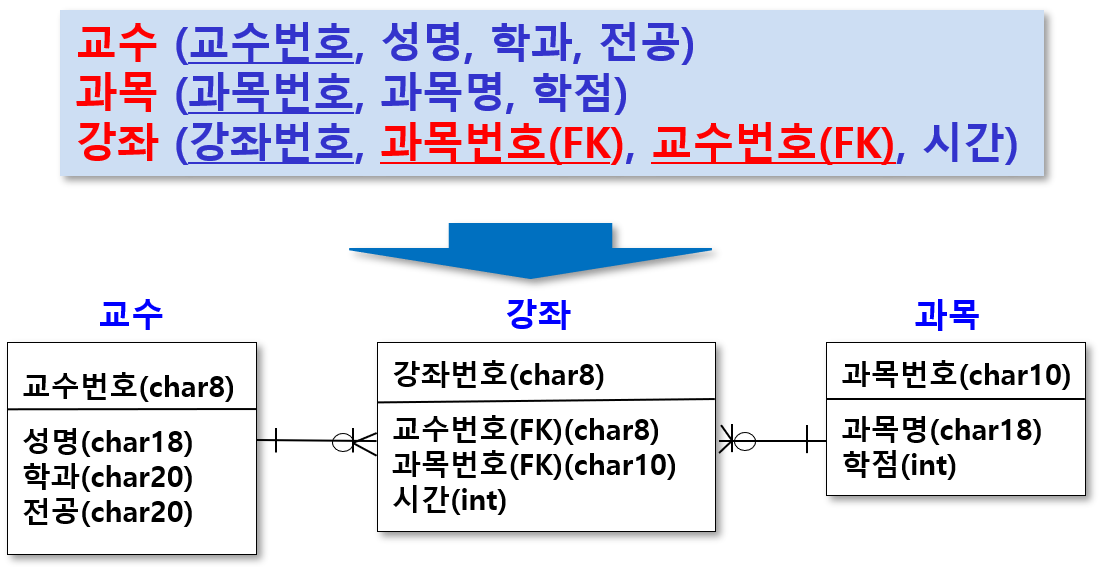 교수 (교수번호, 성명, 학과, 전공)
과목 (과목번호, 과목명, 학점)
강좌 (강좌번호, 과목번호(FK), 교수번호(FK), 시간)
교수
교수번호(char8)
성명(char18)
학과(char20)
전공(char20)
강좌
강좌번호(char8)
교수번호(FK)(char8)
과목번호(FK)(char10)
시간(int)
과목
과목번호(char10)
과목명(char18)
학점(int)